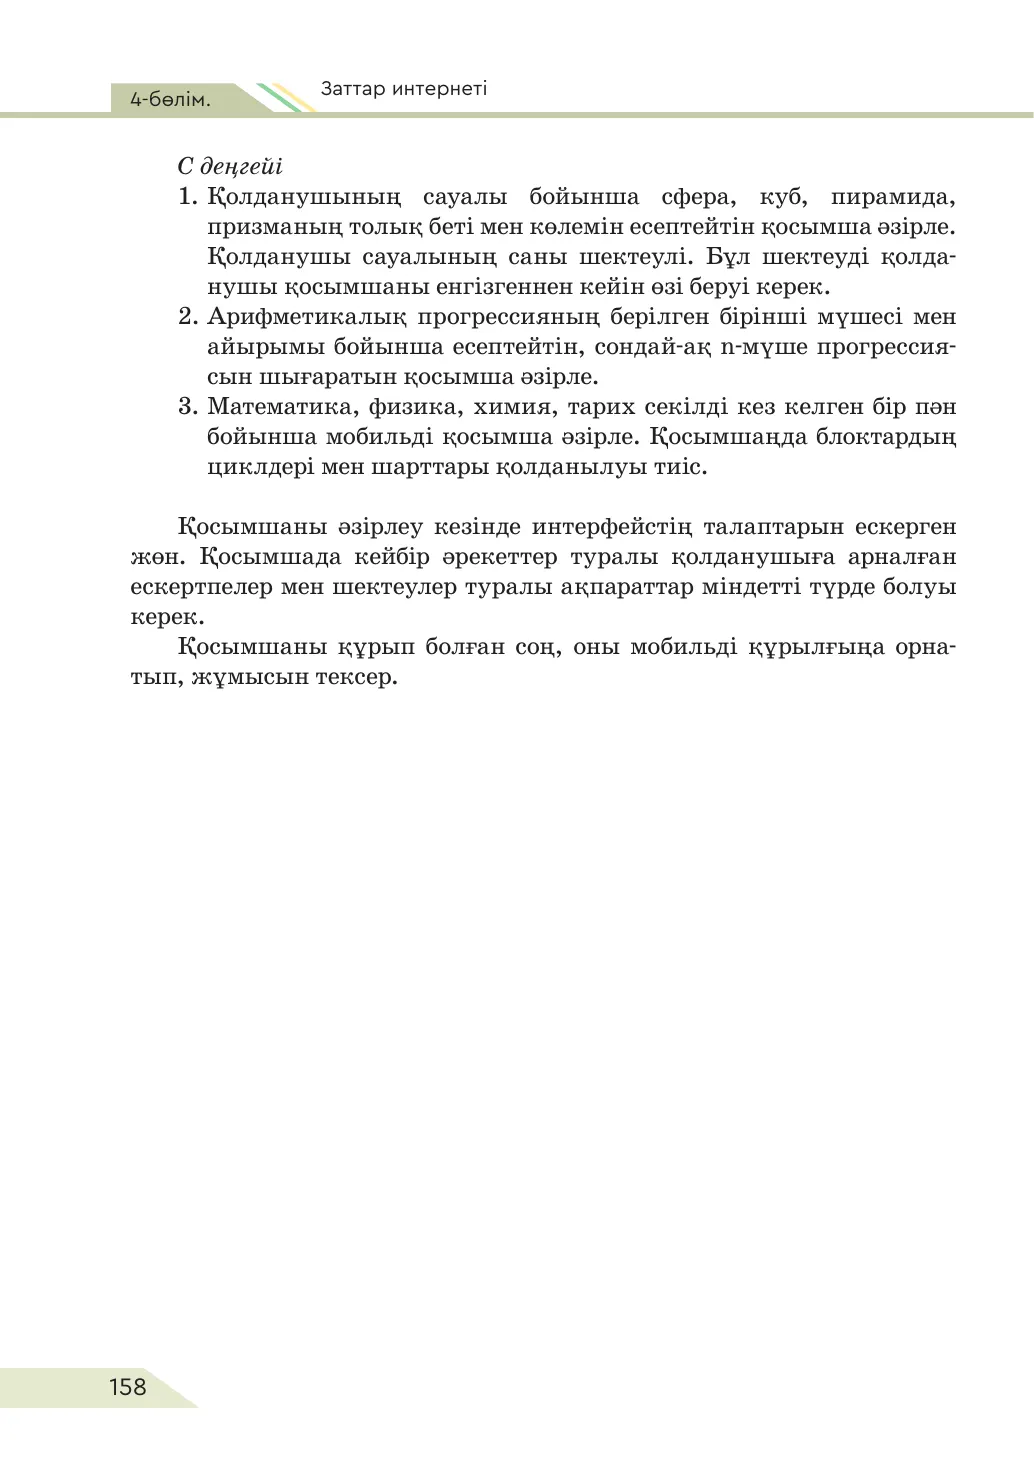 4-бөлім.
Заттар интернеті
С деңгейі
1. Қолданушының сауалы бойынша сфера, куб, пирамида,
призманың толық беті мен көлемін есептейтін қосымша әзірле.
Қолданушы сауалының саны шектеулі. Бұл шектеуді қолда-
нушы қосымшаны енгізгеннен кейін өзі беруі керек.
2. Арифметикалық прогрессияның берілген бірінші мүшесі мен
айырымы бойынша есептейтін, сондай-ақ n-мүше прогрессия-
сын шығаратын қосымша әзірле.
3. Математика, физика, химия, тарих секілді кез келген бір пән
бойынша мобильді қосымша әзірле. Қосымшаңда блоктардың
циклдері мен шарттары қолданылуы тиіс.
Қосымшаны әзірлеу кезінде интерфейстің талаптарын ескерген
жөн. Қосымшада кейбір әрекеттер туралы қолданушыға арналған
ескертпелер мен шектеулер туралы ақпараттар міндетті түрде болуы
керек.
Қосымшаны құрып болған соң, оны мобильді құрылғыңа орна-
тып, жұмысын тексер.
158